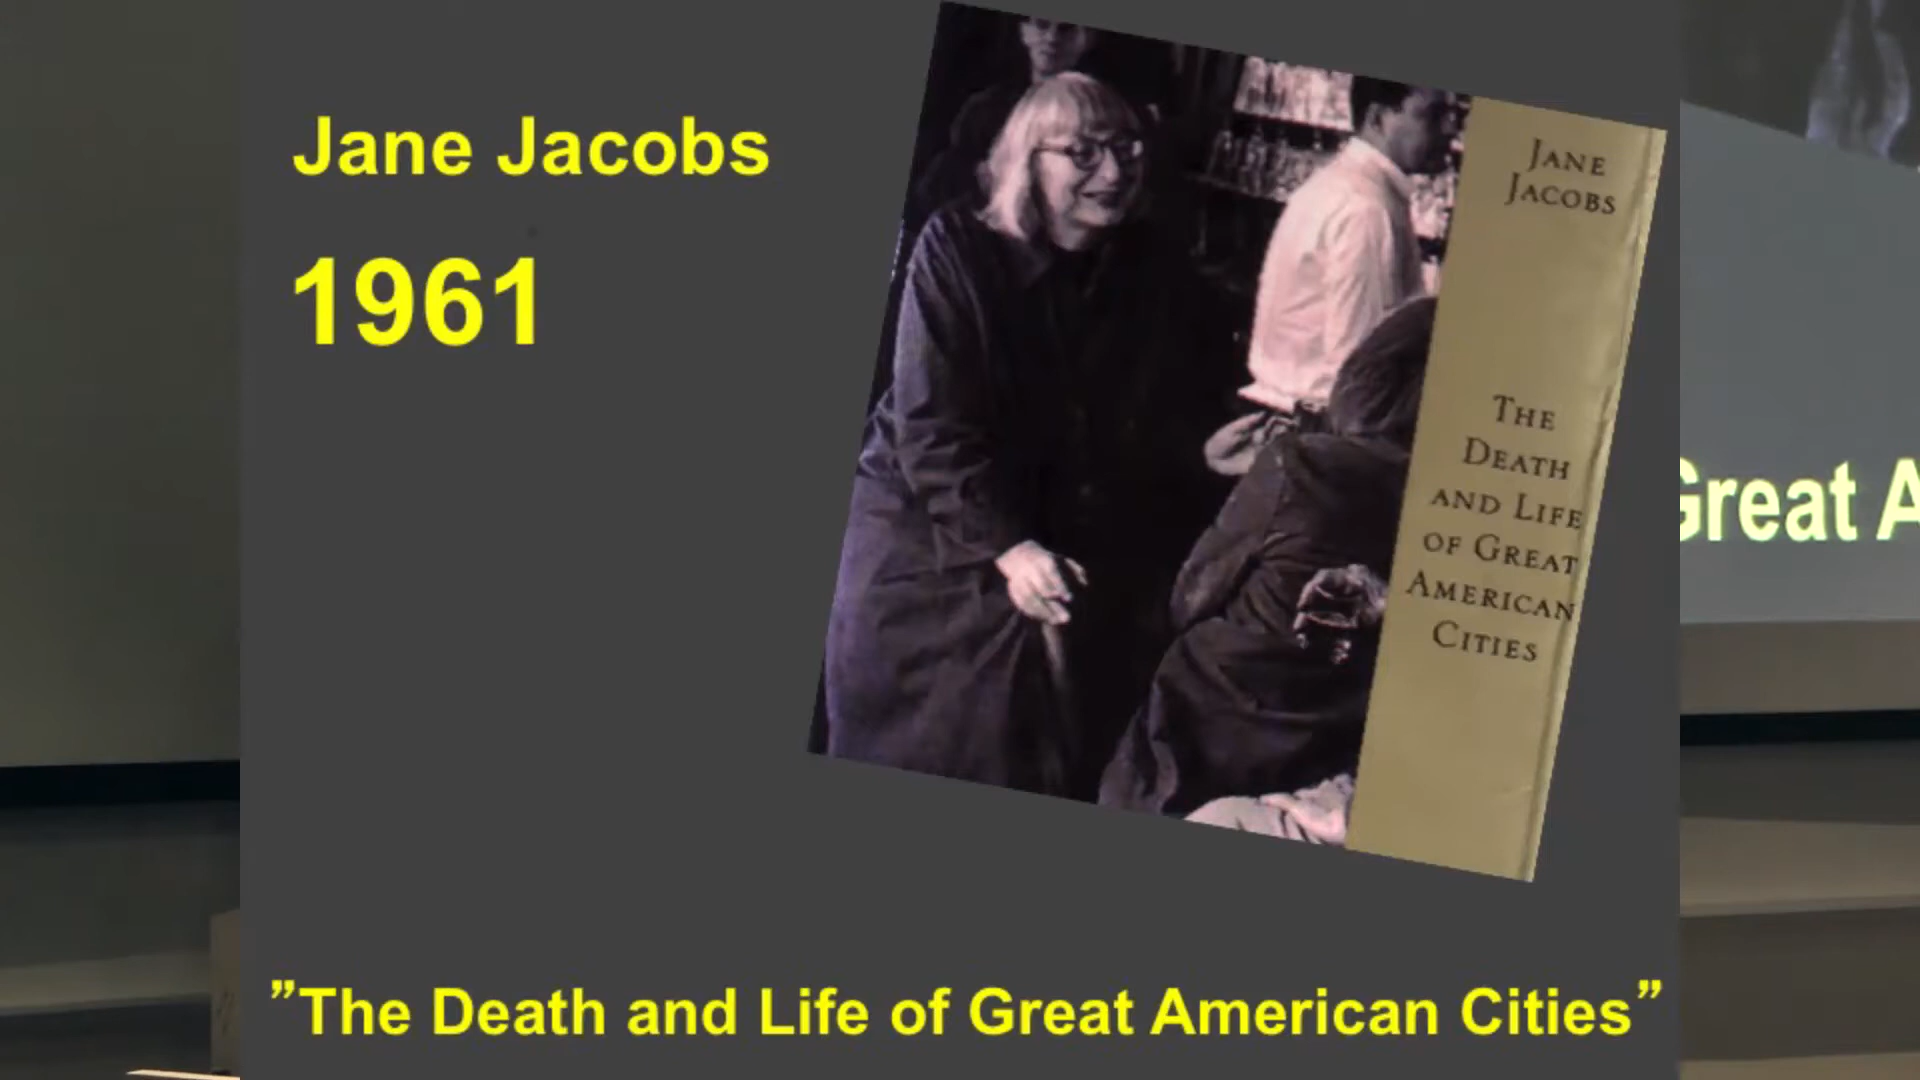 Jane Jacobs
1961
JANE
JACOBS
THE
DEATH
AND LIFE
OF GREAT
AMERICAN
CITIES
Great A
”The Death and Life of Great American Cities”